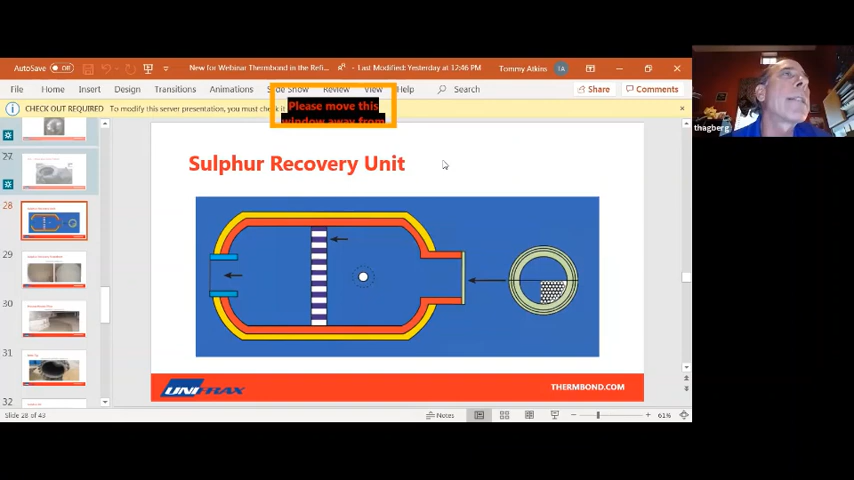 AutoSave Off
New for Webinar Thermbond in the Refi...
- Last Modified: Yesterday at 12:46 PM
Tommy Atkins
TA
File
Home
Insert
Design
Transitions
Animations
Slide Show
Review
View
Help
Search
Share
Comments
CHECK OUT REQUIRED
To modify this server presentation, you must check it
Please move this
window away from
thagberg
27
28
29
30
31
32
Sulphur Recovery Unit
UNIFRAX
THERMBOND.COM
Slide 28 of 43
Notes
61%